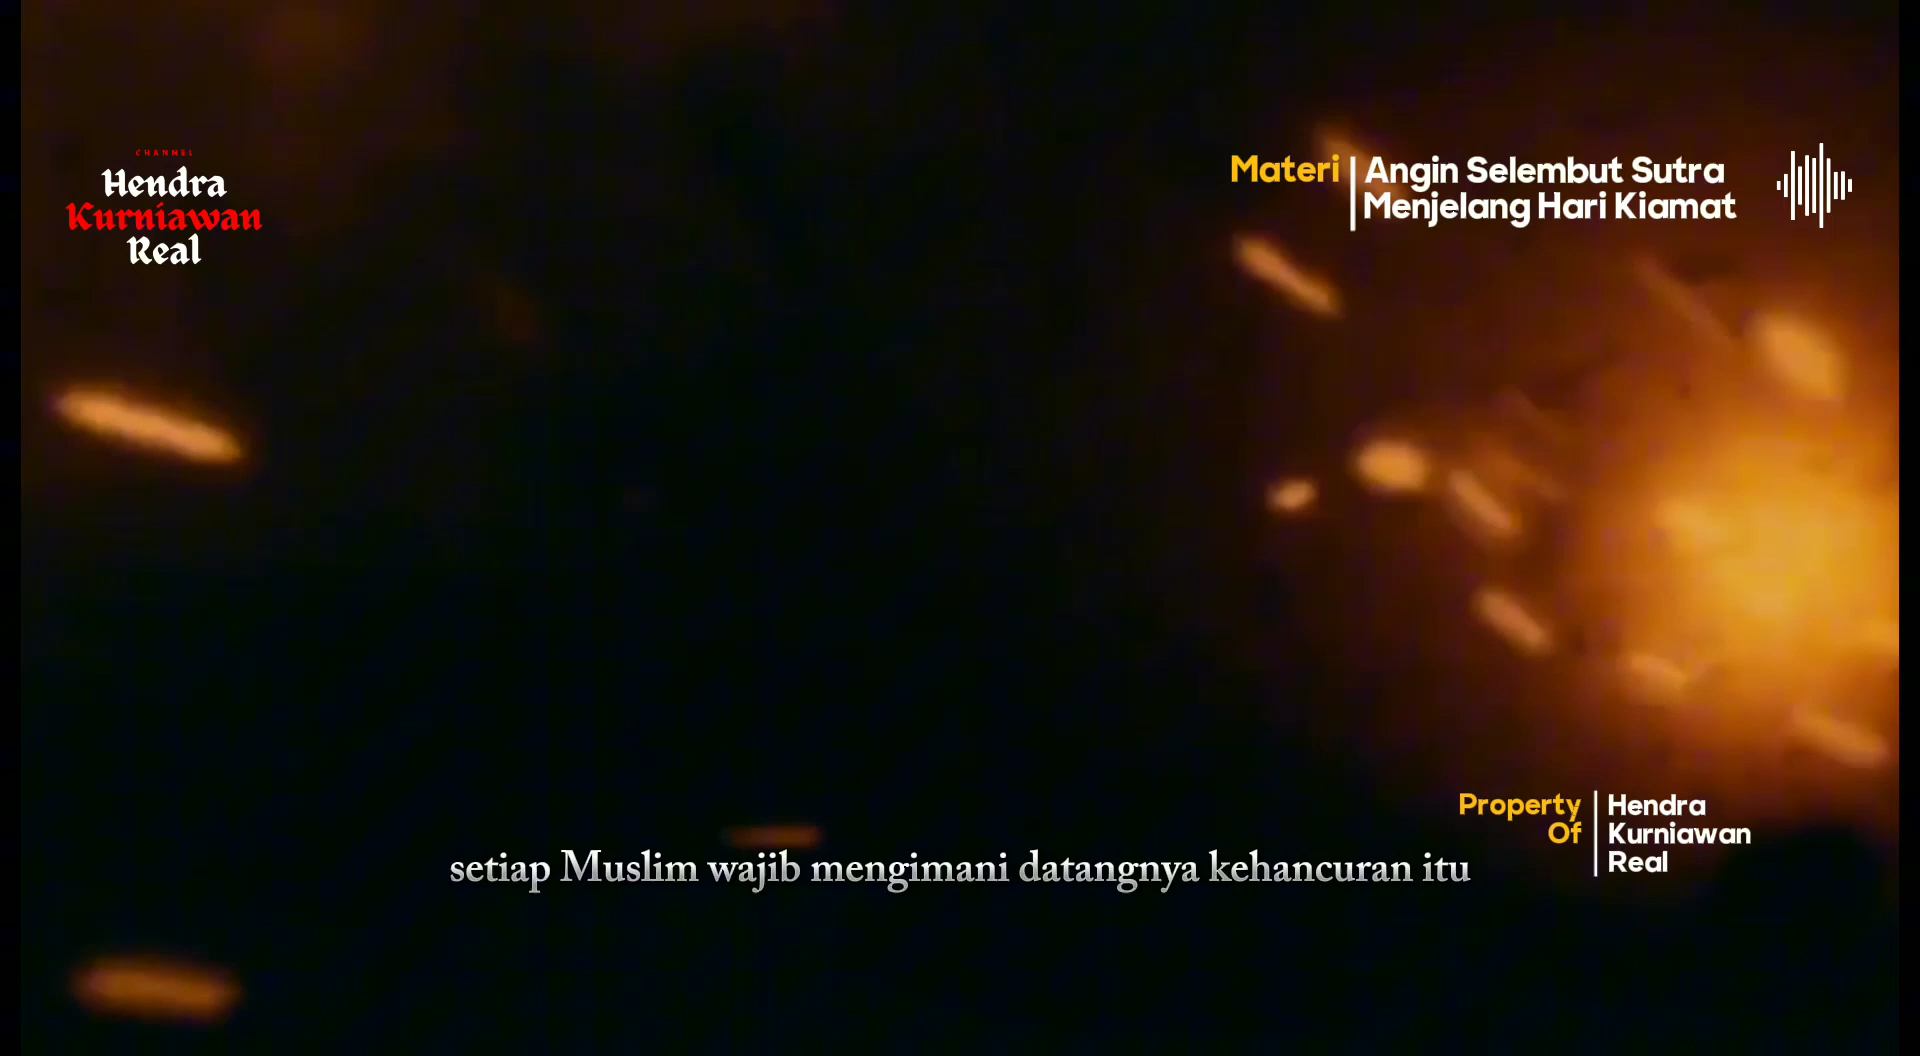 CHANNEL
Hendra
Kurniawan
Real
Materi
Angin Selembut Sutra
Menjelang Hari Kiamat
Property
Of
Hendra
Kurniawan
Real
setiap Muslim wajib mengimani datangnya kehancuran itu